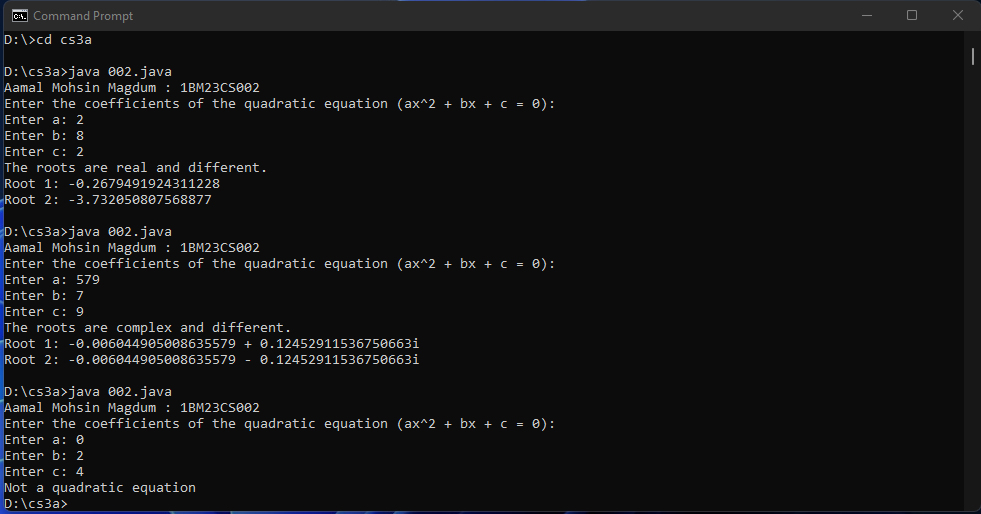 Command Prompt
D:\>cd cs3a
D:\cs3a>java 002.java
Aamal Mohsin Magdum : 1BM23CS002
Enter the coefficients of the quadratic equation (ax^2 + bx + c = 0):
Enter a: 2
Enter b: 8
Enter c: 2
The roots are real and different.
Root 1: -0.2679491924311228
Root 2: -3.732050807568877
D:\cs3a>java 002.java
Aamal Mohsin Magdum : 1BM23CS002
Enter the coefficients of the quadratic equation (ax^2 + bx + c = 0):
Enter a: 579
Enter b: 7
Enter c: 9
The roots are complex and different.
Root 1: -0.006044905008635579 + 0.12452911536750663i
Root 2: -0.006044905008635579 - 0.12452911536750663i
D:\cs3a>java 002.java
Aamal Mohsin Magdum : 1BM23CS002
Enter the coefficients of the quadratic equation (ax^2 + bx + c = 0):
Enter a: 0
Enter b: 2
Enter c: 4
Not a quadratic equation
D:\cs3a>